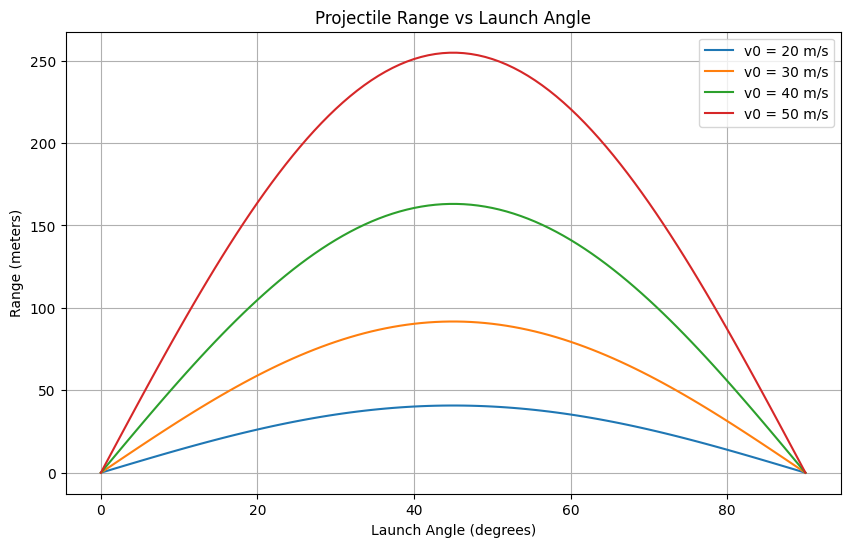 Projectile Range vs Launch Angle
v0 = 20 m/s
v0 = 30 m/s
v0 = 40 m/s
v0 = 50 m/s
250
200
150
100
50
0
Range (meters)
0 20 40 60 80
Launch Angle (degrees)